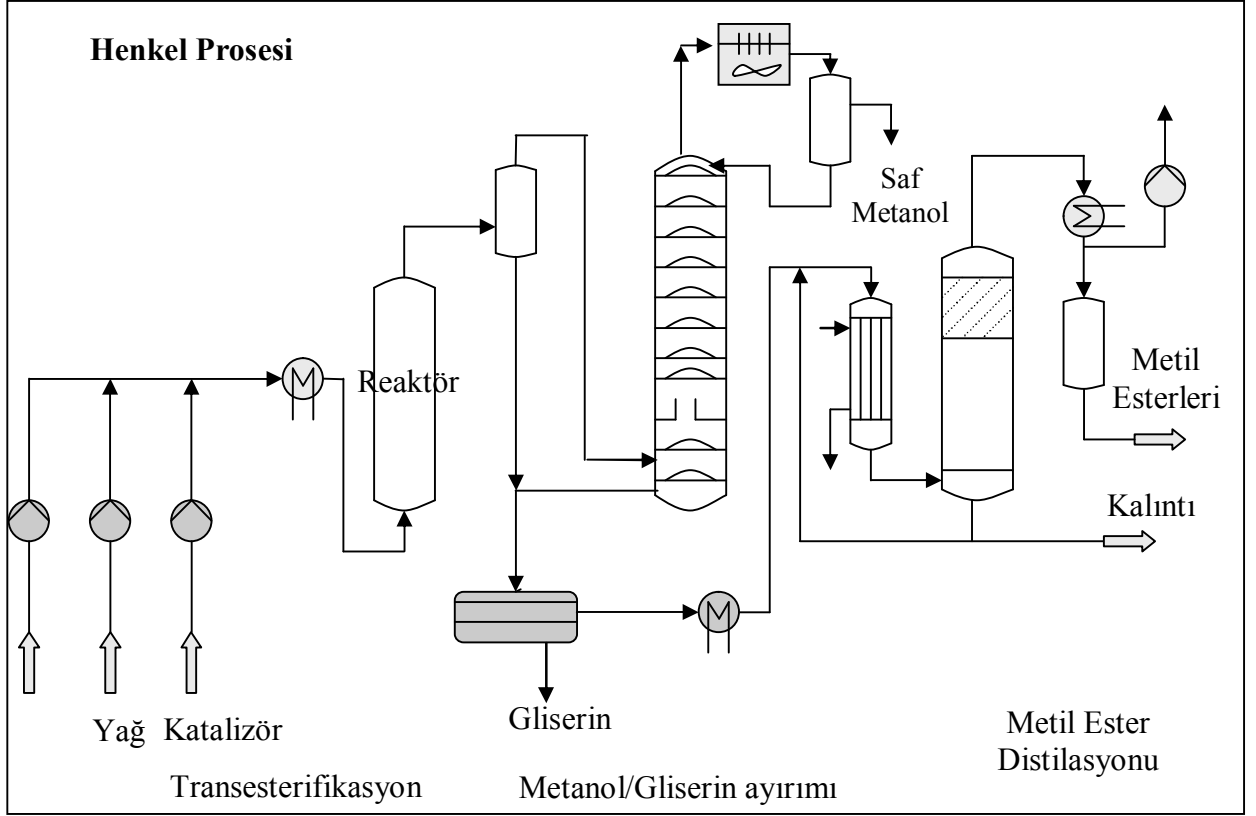 Henkel Prosesi
Saf
Metanol
Reaktör
Metil
Esterleri
Kalıntı
Gliserin
Yağ Katalizör
Metil Ester
Distilasyonu
Transesterifikasyon
Metanol/Gliserin ayırımı